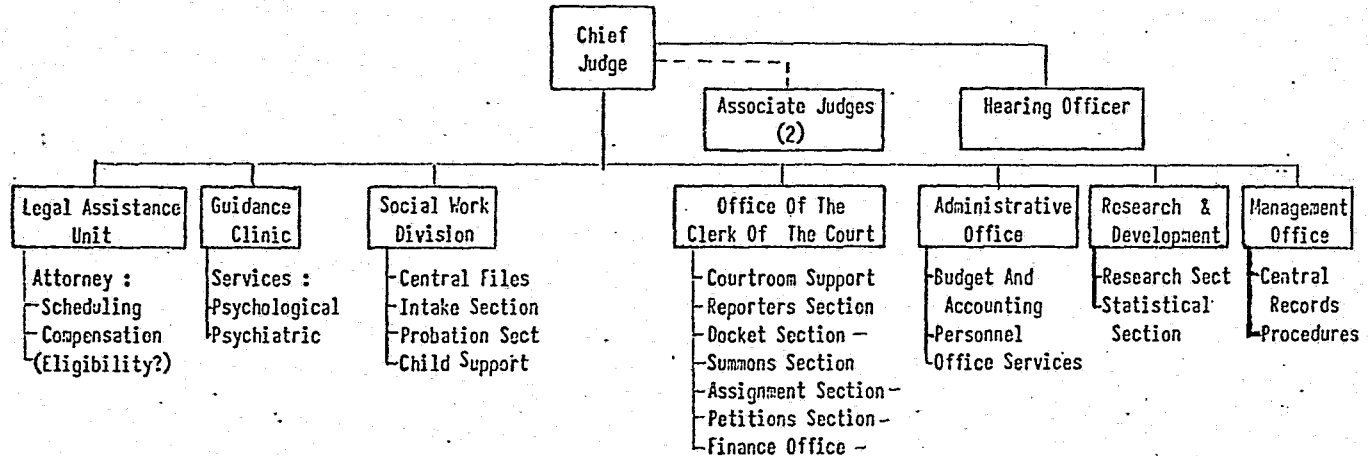 Chief
Judge
Associate Judges
(2)
Hearing Officer
Legal Assistance
Unit
Attorney :
Scheduling
Compensation
(Eligibility?)
Guidance
Clinic
Services :
Psychological
Psychiatric
Social Work
Division
Central Files
Intake Section
Probation Sect
Child Support
Office Of The
Clerk Of The Court
Courtroom Support
Reporters Section
Docket Section –
Summons Section
Assignment Section –
Petitions Section –
Finance Office –
Administrative
Office
Budget And
Accounting
Personnel
Office Services
Research &
Development
Research Sect
Statistical
Section
Management
Office
Central
Records
Procedures